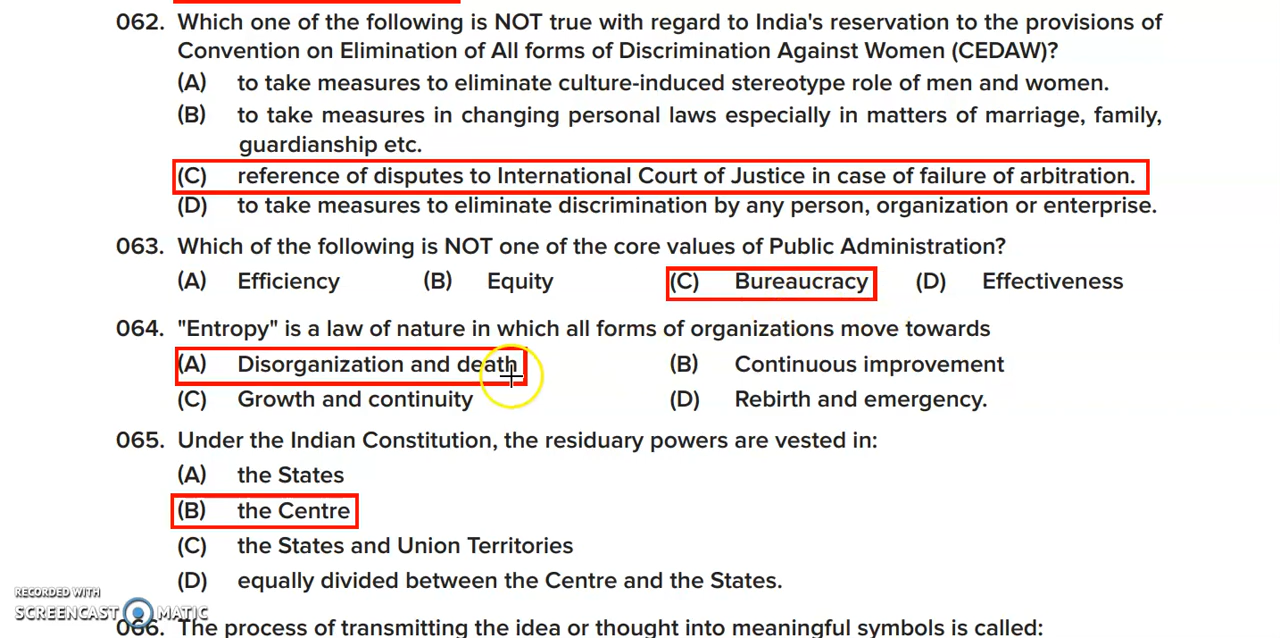 062. Which one of the following is NOT true with regard to India's reservation to the provisions of
Convention on Elimination of All forms of Discrimination Against Women (CEDAW)?
(A) to take measures to eliminate culture-induced stereotype role of men and women.
(B) to take measures in changing personal laws especially in matters of marriage, family,
guardianship etc.
(C) reference of disputes to International Court of Justice in case of failure of arbitration.
(D) to take measures to eliminate discrimination by any person, organization or enterprise.
063. Which of the following is NOT one of the core values of Public Administration?
(A) Efficiency (B) Equity (C) Bureaucracy (D) Effectiveness
064. "Entropy" is a law of nature in which all forms of organizations move towards
(A) Disorganization and death (B) Continuous improvement
(C) Growth and continuity (D) Rebirth and emergency.
065. Under the Indian Constitution, the residuary powers are vested in:
(A) the States
(B) the Centre
(C) the States and Union Territories
(D) equally divided between the Centre and the States.
RECORDED WITH
SCREENCAST MATIC
066. The process of transmitting the idea or thought into meaningful symbols is called: